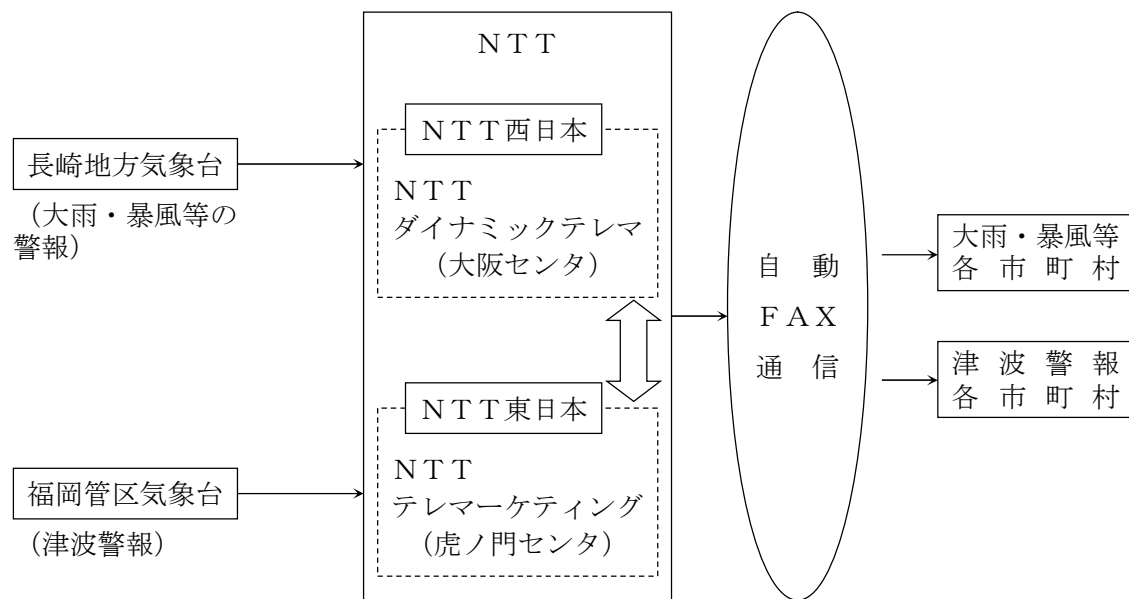 ＮＴＴ
ＮＴＴ西日本
長崎地方気象台
（大雨・暴風等の
警報）
ＮＴＴ
ダイナミックテレマ
（大阪センタ）
ＮＴＴ東日本
福岡管区気象台
（津波警報）
ＮＴＴ
テレマーケティング
（虎ノ門センタ）
自動
ＦＡＸ
通信
大雨・暴風等
各市町村
津波警報
各市町村